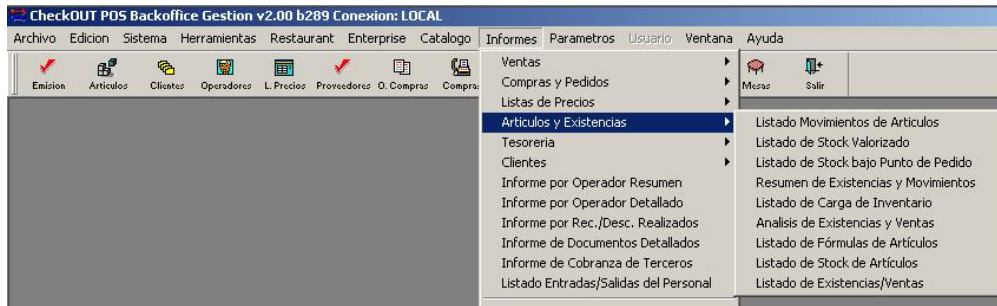 CheckOUT POS Backoffice Gestion v2.00 b289 Conexion: LOCAL
Archivo Edicion Sistema Herramientas Restaurant Enterprise Catalogo Informes Parametros Usuario Ventana Ayuda
Emision Articulos Clientes Operadores L. Precios Proveedores O. Compras Compras Mesas Salir
Ventas
Compras y Pedidos
Listas de Precios
Articulos y Existencias
Tesoreria
Clientes
Informe por Operador Resumen
Informe por Operador Detallado
Informe por Rec./Desc. Realizados
Informe de Documentos Detallados
Informe de Cobranza de Terceros
Listado Entradas/Salidas del Personal
Listado Movimientos de Articulos
Listado de Stock Valorizado
Listado de Stock bajo Punto de Pedido
Resumen de Existencias y Movimientos
Listado de Carga de Inventario
Analisis de Existencias y Ventas
Listado de Fórmulas de Artículos
Listado de Stock de Artículos
Listado de Existencias/Ventas